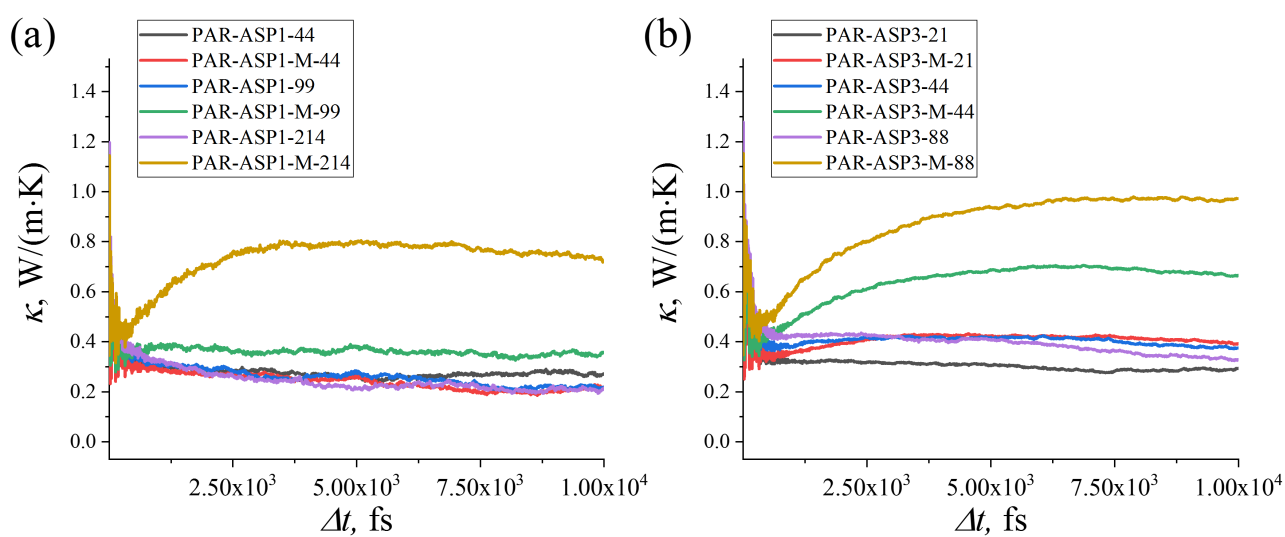 (a)
PAR-ASP1-44
PAR-ASP1-M-44
PAR-ASP1-99
PAR-ASP1-M-99
PAR-ASP1-214
PAR-ASP1-M-214
1.4
1.2
1.0
0.8
0.6
0.4
0.2
0.0
κ, W/(m·K)
2.50x10³
5.00x10³
7.50x10³
1.00x10⁴
Δt, fs
(b)
PAR-ASP3-21
PAR-ASP3-M-21
PAR-ASP3-44
PAR-ASP3-M-44
PAR-ASP3-88
PAR-ASP3-M-88
1.4
1.2
1.0
0.8
0.6
0.4
0.2
0.0
κ, W/(m·K)
2.50x10³
5.00x10³
7.50x10³
1.00x10⁴
Δt, fs